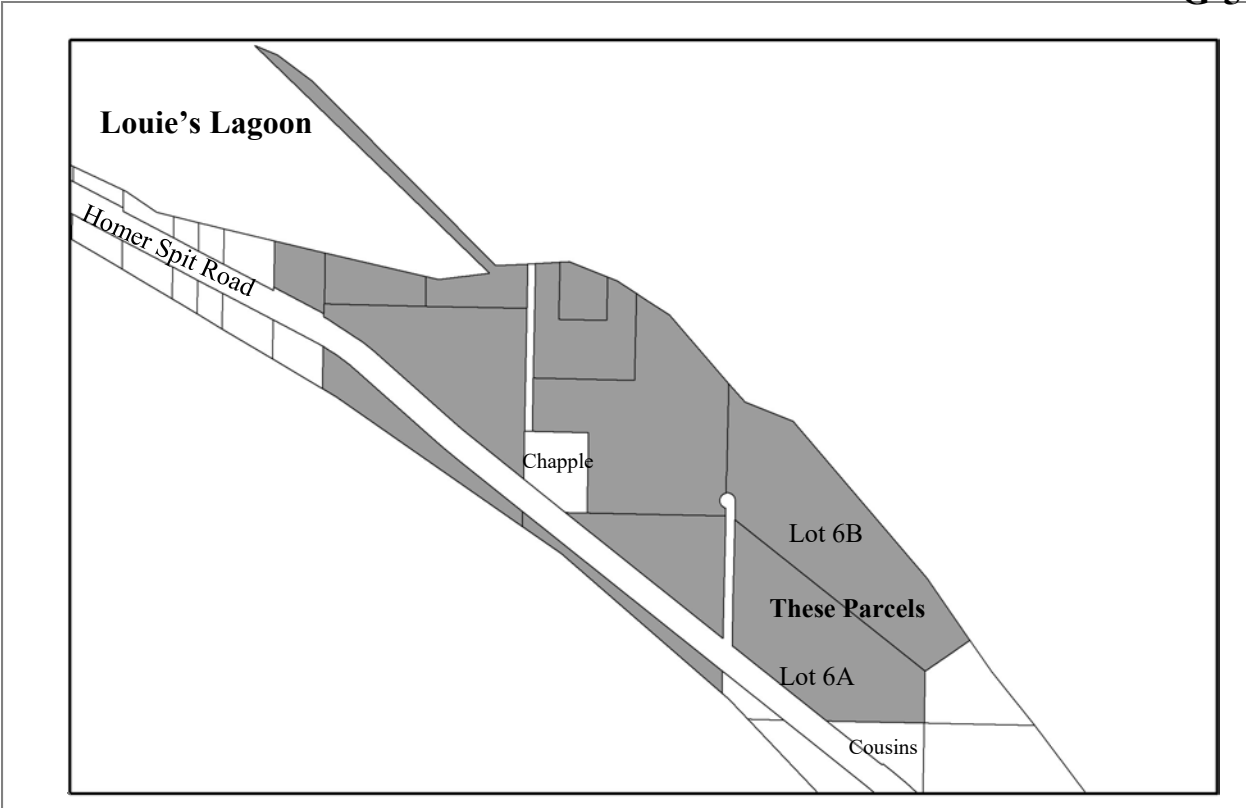 Louie’s Lagoon
Homer Spit Road
Chapple
Lot 6B
These Parcels
Lot 6A
Cousins